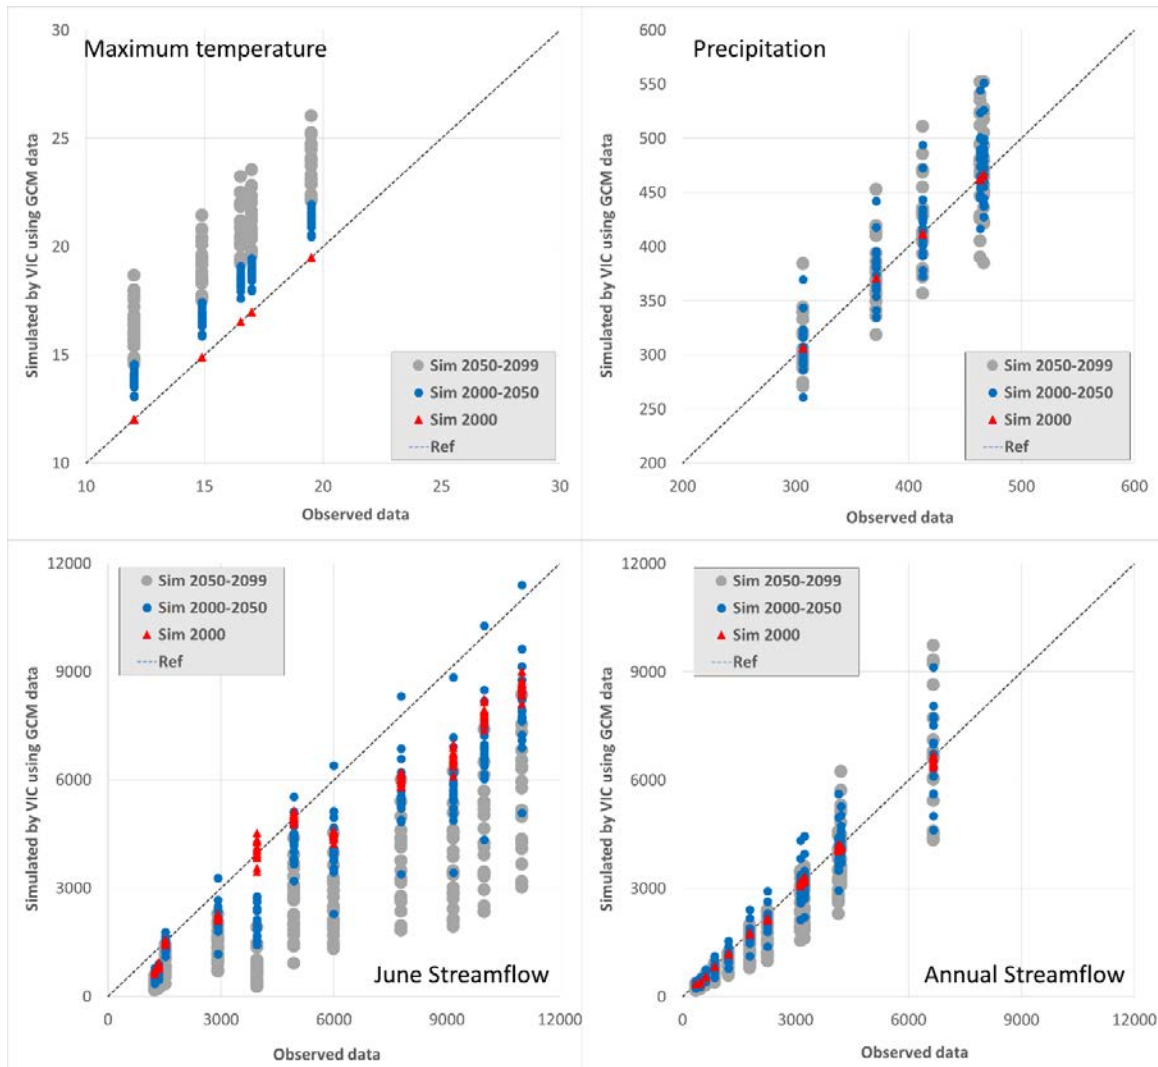 Maximum temperature
30
25
20
15
10
Simulated by VIC using GCM data
Sim 2050-2099
Sim 2000-2050
Sim 2000
Ref
10 15 20 25 30
Observed data
Precipitation
600
550
500
450
400
350
300
250
200
Simulated by VIC using GCM data
Sim 2050-2099
Sim 2000-2050
Sim 2000
Ref
200 300 400 500 600
Observed data
12000
9000
6000
3000
0
Simulated by VIC using GCM data
Sim 2050-2099
Sim 2000-2050
Sim 2000
Ref
June Streamflow
0 3000 6000 9000 12000
Observed data
12000
9000
6000
3000
0
Simulated by VIC using GCM data
Sim 2050-2099
Sim 2000-2050
Sim 2000
Ref
Annual Streamflow
0 3000 6000 9000 12000
Observed data